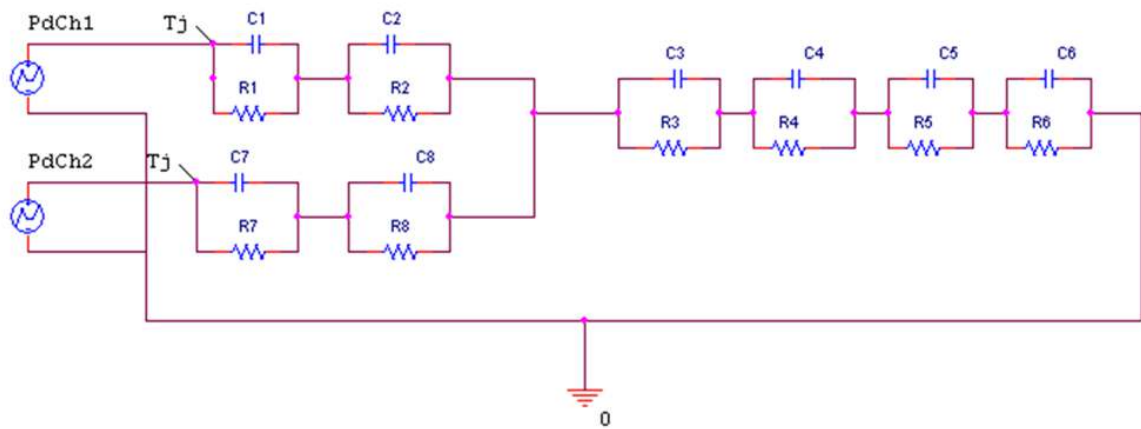 PdCh1
Tj
C1
C2
R1
R2
C3
C4
C5
C6
R3
R4
R5
R6
PdCh2
Tj
C7
C8
R7
R8
0